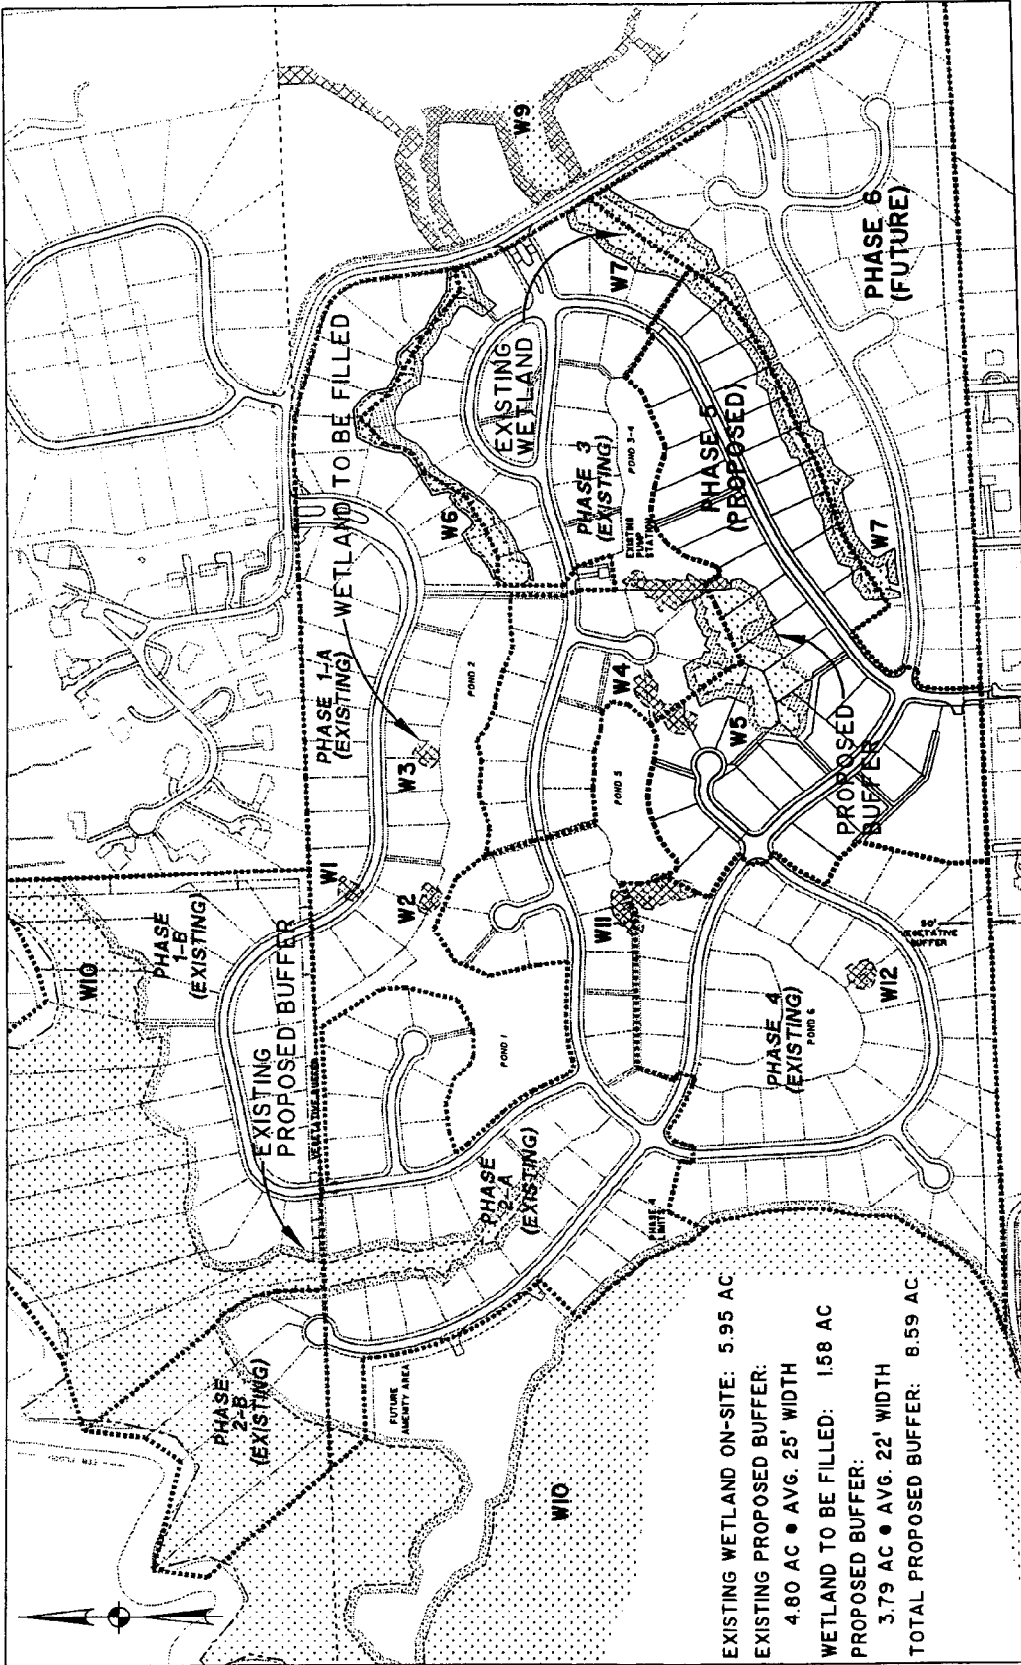 W10
PHASE
1-B
(EXISTING)
PHASE 1-A
(EXISTING)
WETLAND TO BE FILLED
W9
W1
W2
W3
POND 2
W6
EXISTING
WETLAND
W7
PHASE 6
(FUTURE)
PHASE 3
(EXISTING)
POND 3-4
EXISTING
PUMP
STATION
PHASE 5
(PROPOSED)
W7
W4
W5
POND 5
PROPOSED
BUFFER
W11
50'
VEGETATIVE
BUFFER
W12
PHASE 4
(EXISTING)
POND 6
EXISTING
PROPOSED BUFFER
VEGETATIVE BUFFER
POND 1
PHASE
2-A
(EXISTING)
PHASE 4
LIMITS
PHASE
2-B
(EXISTING)
FUTURE
AMENITY AREA
W10
EXISTING WETLAND ON-SITE: 5.95 AC
EXISTING PROPOSED BUFFER:
4.80 AC @ AVG. 25' WIDTH
WETLAND TO BE FILLED: 1.58 AC
PROPOSED BUFFER:
3.79 AC @ AVG. 22' WIDTH
TOTAL PROPOSED BUFFER: 8.59 AC